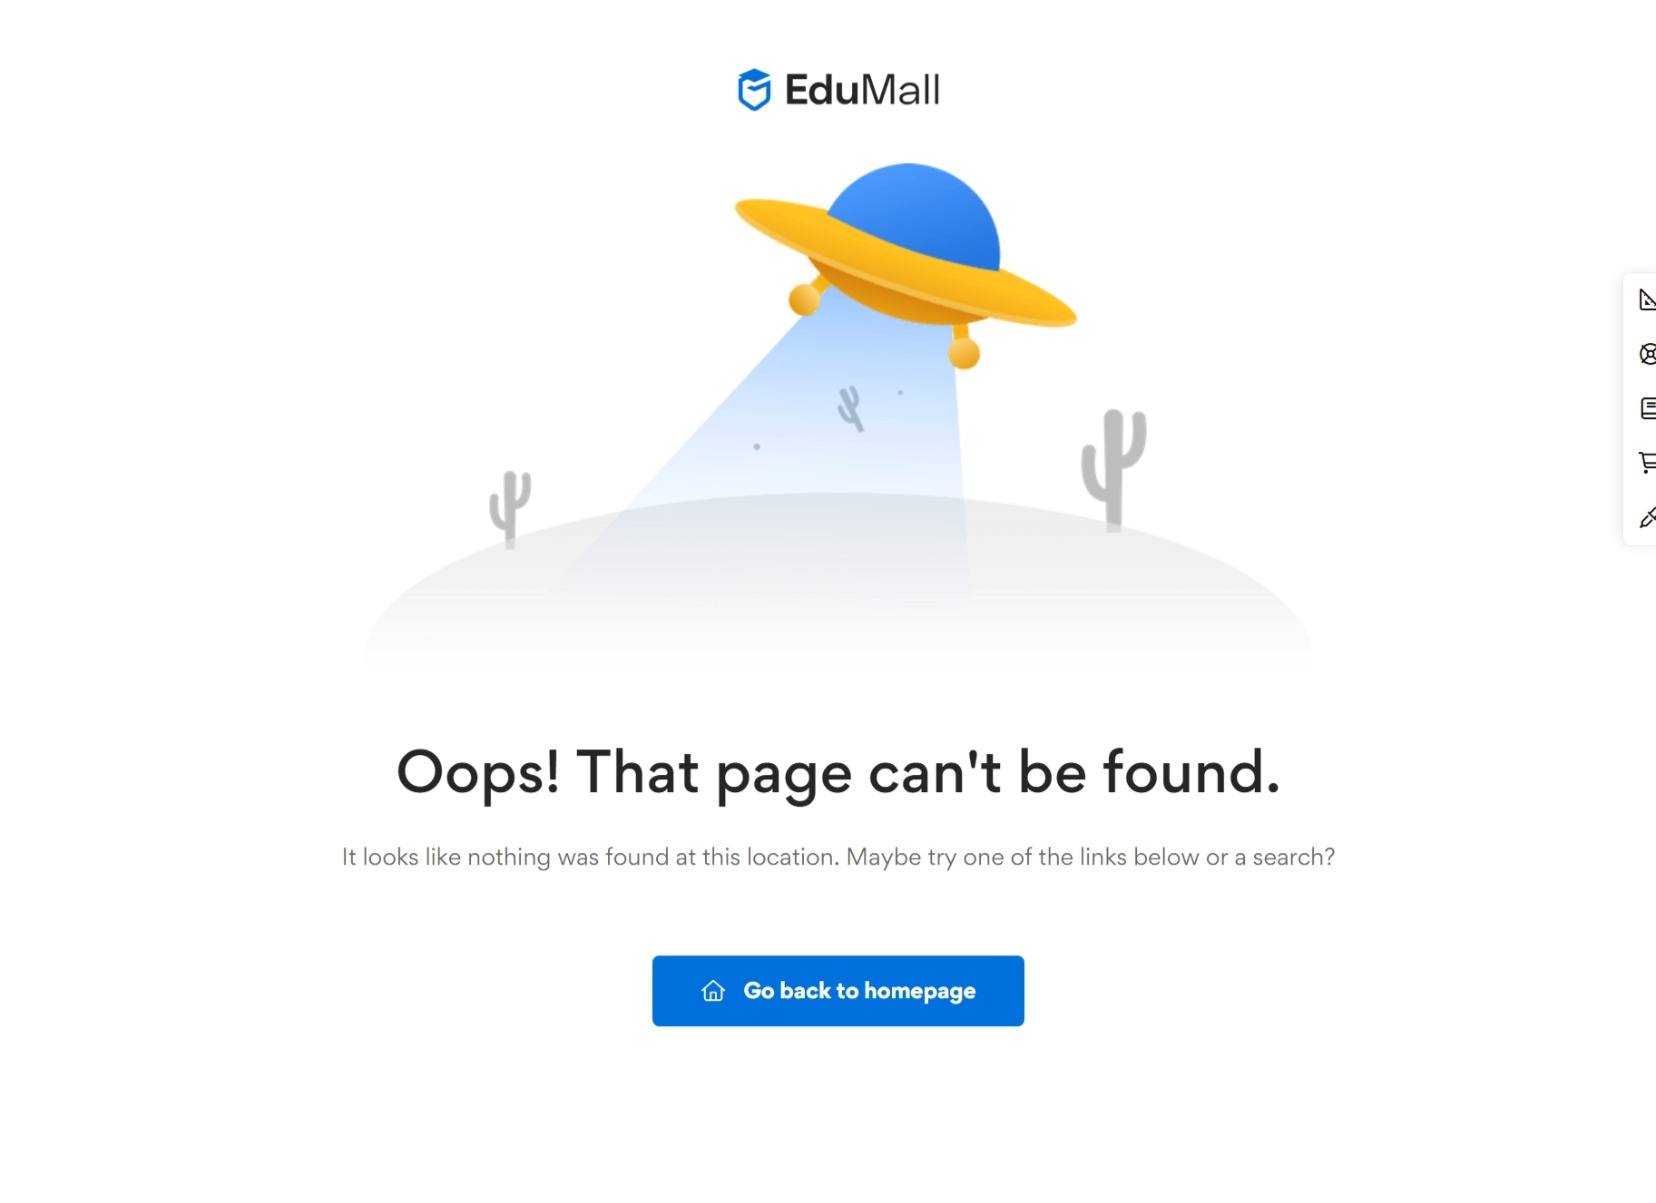 EduMall
Oops! That page can't be found.
It looks like nothing was found at this location. Maybe try one of the links below or a search?
Go back to homepage